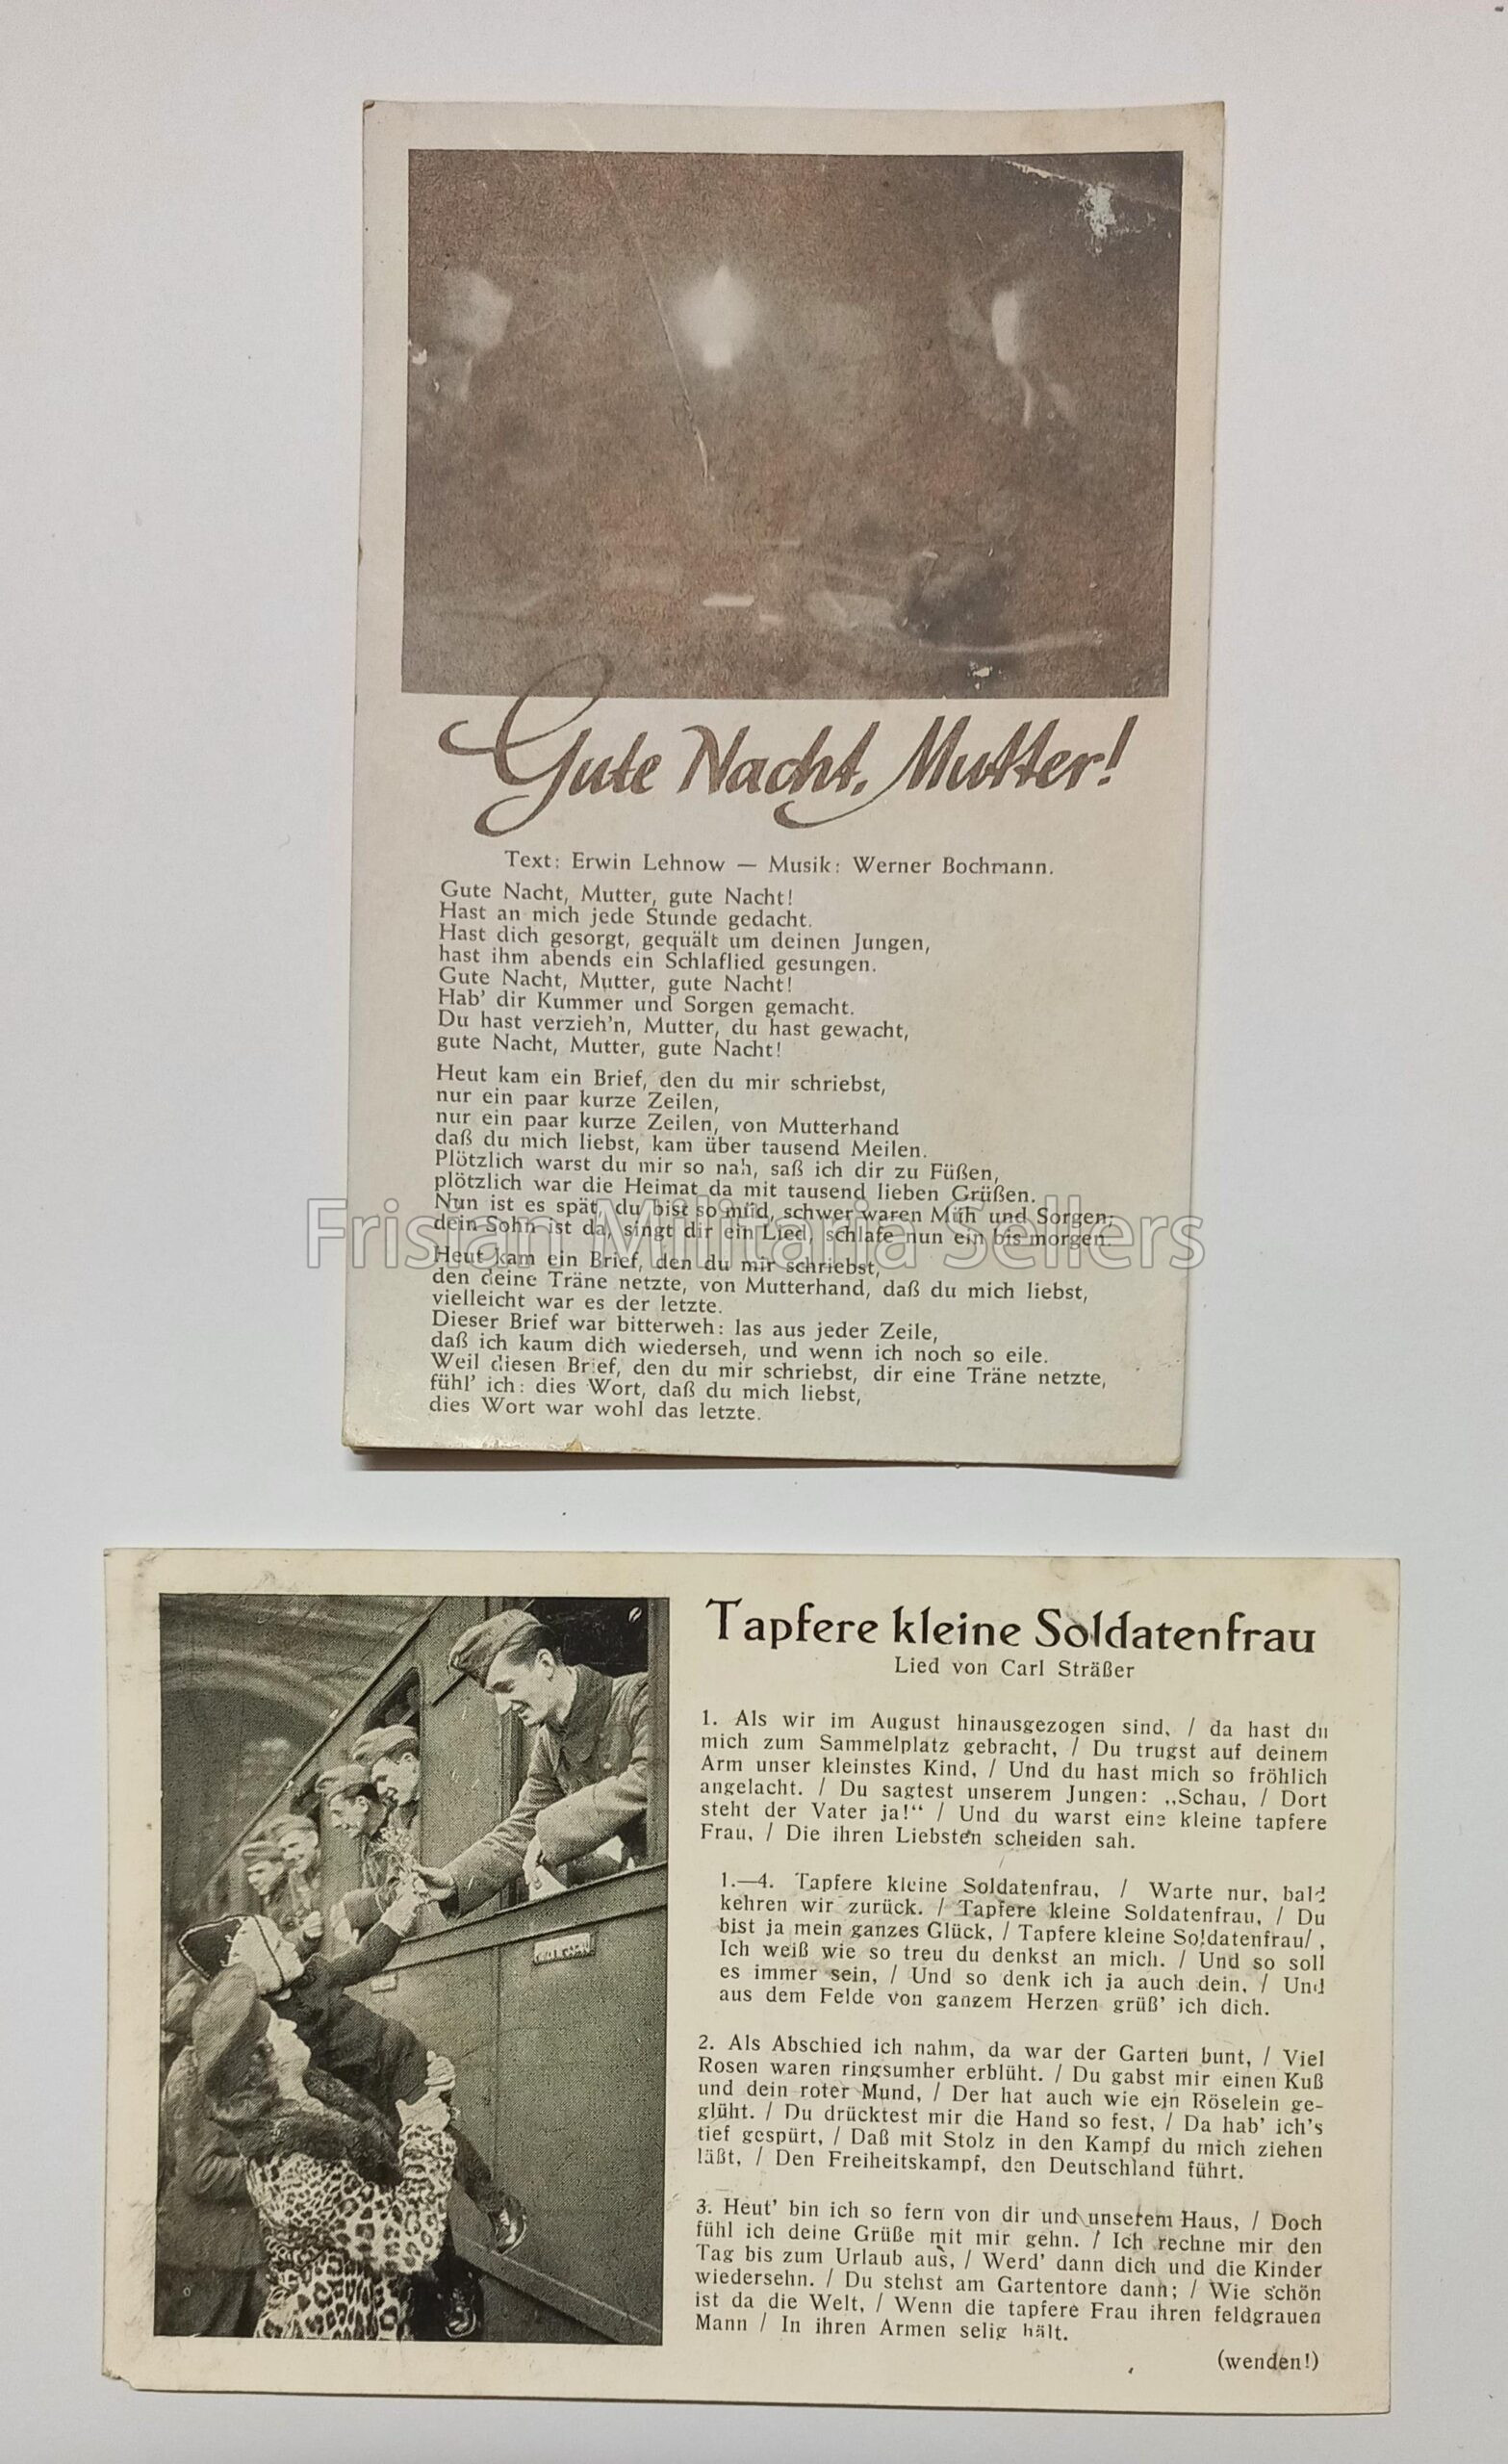 Gute Nacht, Mutter!
Text: Erwin Lehnow — Musik: Werner Bochmann.
Gute Nacht, Mutter, gute Nacht!
Hast an mich jede Stunde gedacht.
Hast dich gesorgt, gequält um deinen Jungen,
hast ihm abends ein Schlaflied gesungen.
Gute Nacht, Mutter, gute Nacht!
Hab' dir Kummer und Sorgen gemacht.
Du hast verzieh'n, Mutter, du hast gewacht,
gute Nacht, Mutter, gute Nacht!
Heut kam ein Brief, den du mir schriebst,
nur ein paar kurze Zeilen,
nur ein paar kurze Zeilen, von Mutterhand
daß du mich liebst, kam über tausend Meilen.
Plötzlich warst du mir so nah, saß ich dir zu Füßen,
plötzlich war die Heimat da mit tausend lieben Grüßen.
Nun ist es spät, du bist so müd, schwer waren Müh und Sorgen;
dein Sohn ist da, singt dir ein Lied, schlafe nun ein bis morgen.
Frisian Militaria Sellers
Heut kam ein Brief, den du mir schriebst,
den deine Träne netzte, von Mutterhand, daß du mich liebst,
vielleicht war es der letzte.
Dieser Brief war bitterweh: las aus jeder Zeile,
daß ich kaum dich wiederseh, und wenn ich noch so eile.
Weil diesen Brief, den du mir schriebst, dir eine Träne netzte,
fühl' ich: dies Wort, daß du mich liebst,
dies Wort war wohl das letzte.
Tapfere kleine Soldatenfrau
Lied von Carl Sträßer
1. Als wir im August hinausgezogen sind, / da hast du
mich zum Sammelplatz gebracht, / Du trugst auf deinem
Arm unser kleinstes Kind, / Und du hast mich so fröhlich
angelacht. / Du sagtest unserem Jungen: „Schau, / Dort
steht der Vater ja!“ / Und du warst eine kleine tapfere
Frau, / Die ihren Liebsten scheiden sah.
1.—4. Tapfere kleine Soldatenfrau, / Warte nur, bald
kehren wir zurück. / Tapfere kleine Soldatenfrau, / Du
bist ja mein ganzes Glück, / Tapfere kleine Soldatenfrau/ ,
Ich weiß wie so treu du denkst an mich. / Und so soll
es immer sein, / Und so denk ich ja auch dein, / Und
aus dem Felde von ganzem Herzen grüß' ich dich.
2. Als Abschied ich nahm, da war der Garten bunt, / Viel
Rosen waren ringsumher erblüht. / Du gabst mir einen Kuß
und dein roter Mund, / Der hat auch wie ein Röselein ge-
glüht. / Du drücktest mir die Hand so fest, / Da hab' ich's
tief gespürt, / Daß mit Stolz in den Kampf du mich ziehen
läßt, / Den Freiheitskampf, den Deutschland führt.
3. Heut' bin ich so fern von dir und unserem Haus, / Doch
fühl ich deine Grüße mit mir gehn. / Ich rechne mir den
Tag bis zum Urlaub aus, / Werd' dann dich und die Kinder
wiedersehn. / Du stehst am Gartentore dann; / Wie schön
ist da die Welt, / Wenn die tapfere Frau ihren feldgrauen
Mann / In ihren Armen selig hält.
(wenden!)